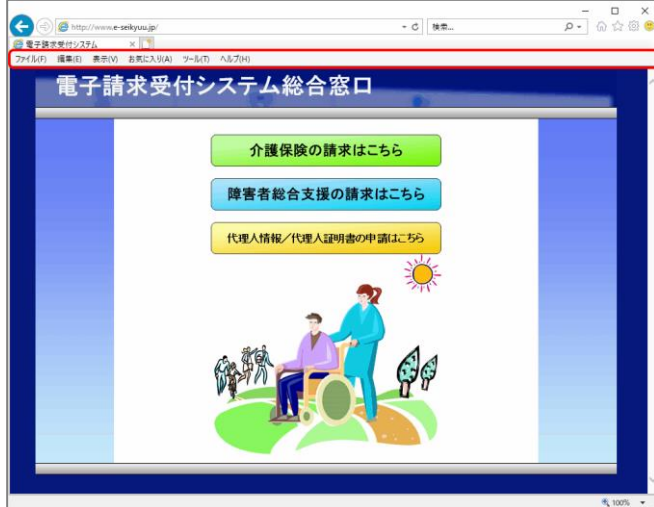 http://www.e-seikyuu.jp/
検索...
電子請求受付システム
ファイル(F) 編集(E) 表示(V) お気に入り(A) ツール(T) ヘルプ(H)
電子請求受付システム総合窓口
介護保険の請求はこちら
障害者総合支援の請求はこちら
代理人情報／代理人証明書の申請はこちら
100%